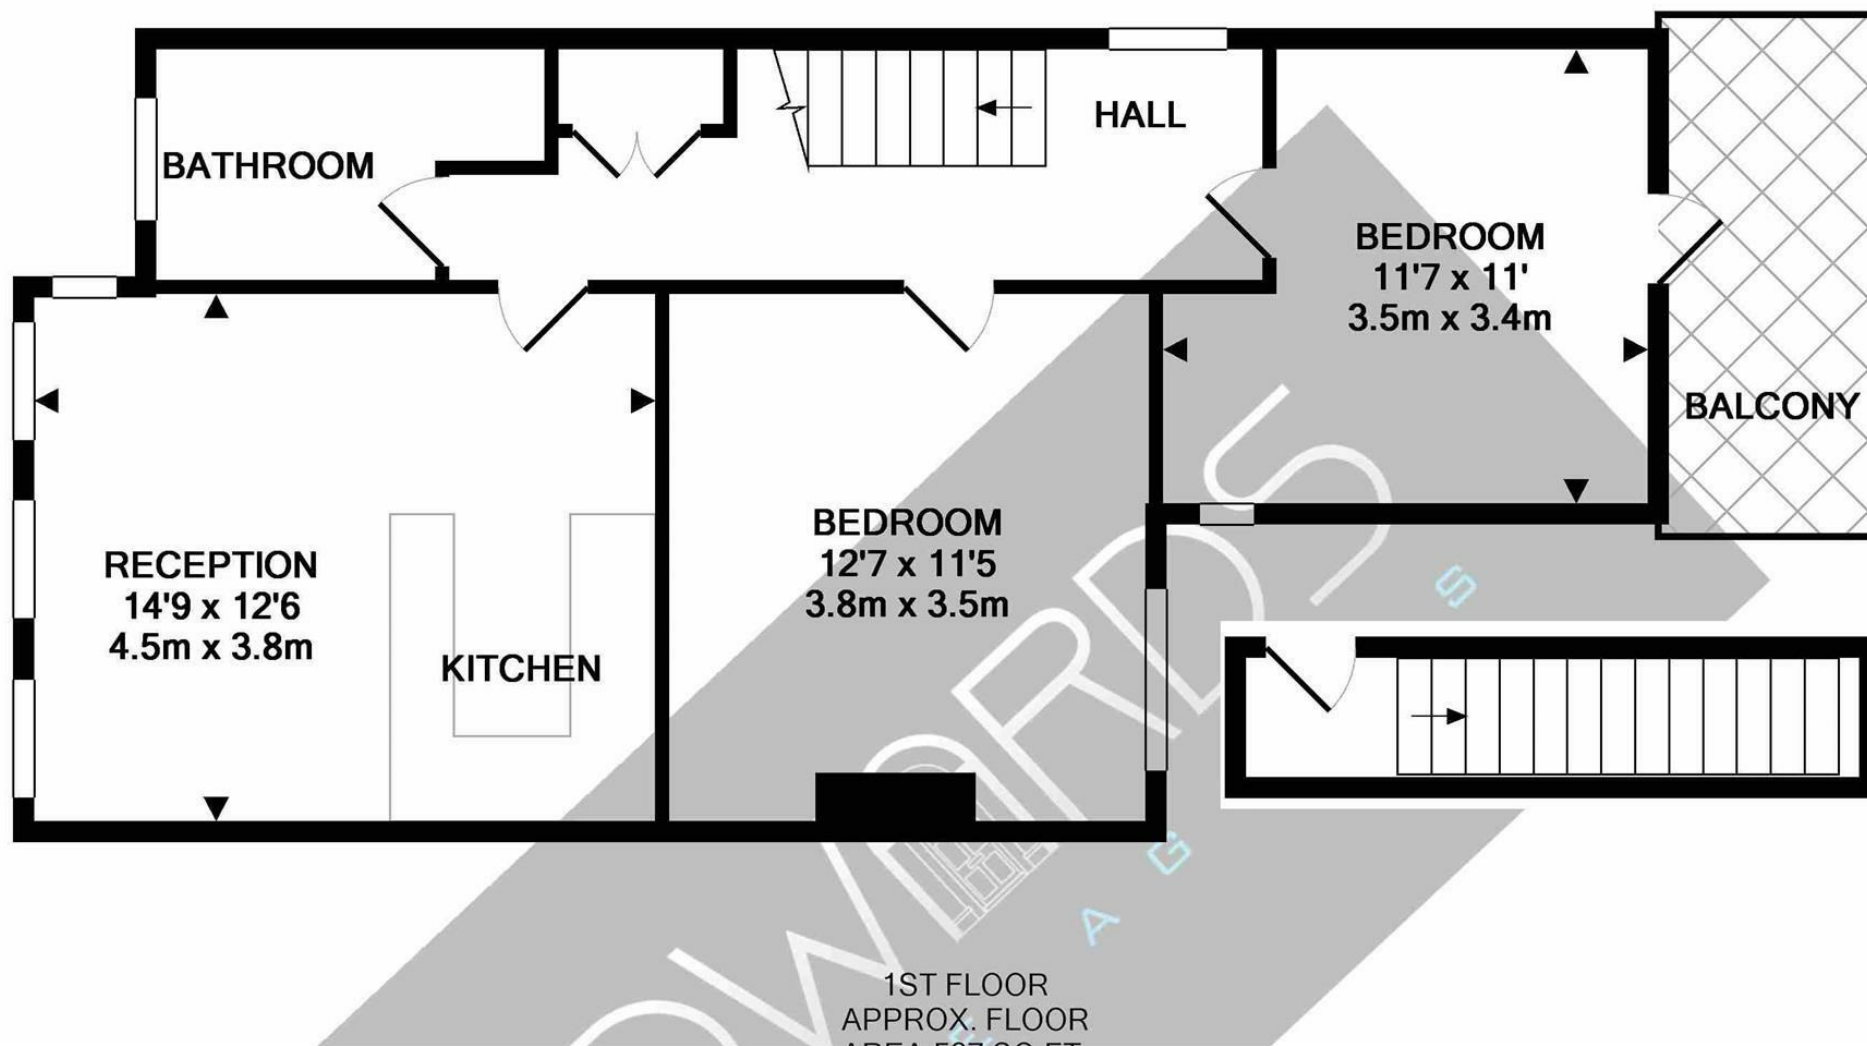 BATHROOM
HALL
BEDROOM
11'7 x 11'
3.5m x 3.4m
BALCONY
RECEPTION
14'9 x 12'6
4.5m x 3.8m
KITCHEN
BEDROOM
12'7 x 11'5
3.8m x 3.5m
WARDS
S
G
A
E
1ST FLOOR
APPROX. FLOOR